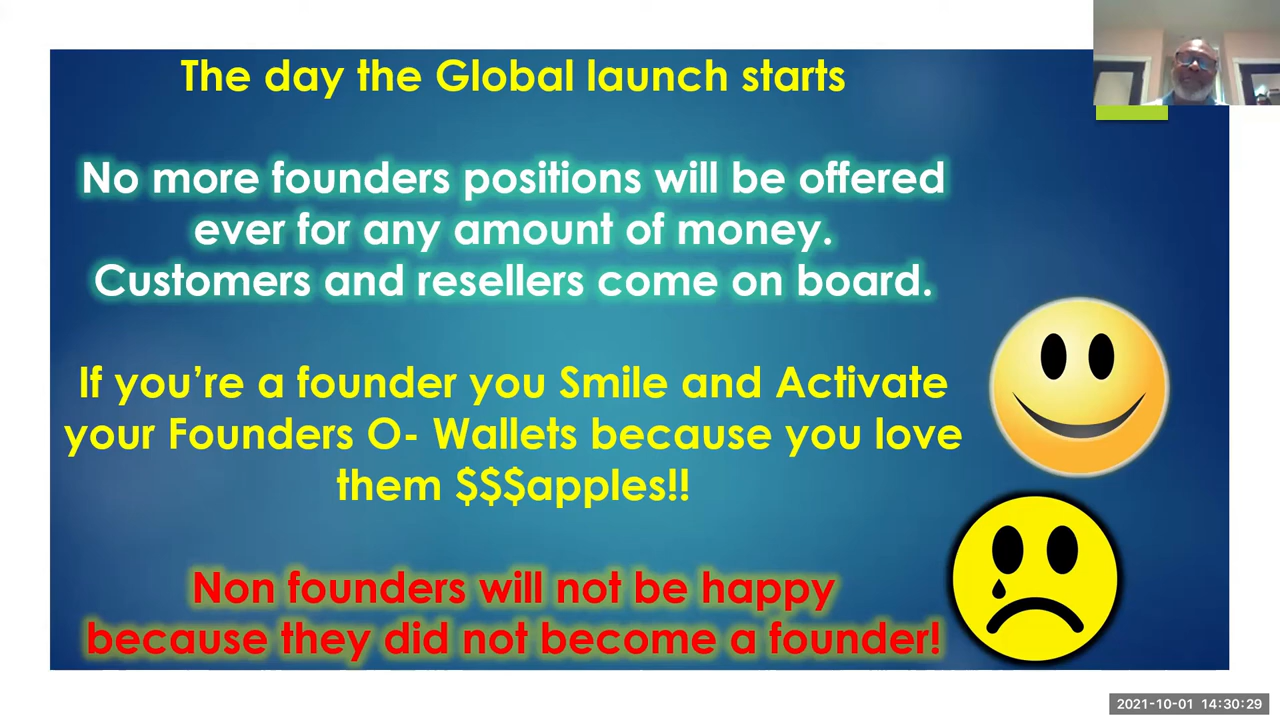 The day the Global launch starts
No more founders positions will be offered
ever for any amount of money.
Customers and resellers come on board.
If you're a founder you Smile and Activate
your Founders O- Wallets because you love
them $$$apples!!
Non founders will not be happy
because they did not become a founder!
2021-10-01 14:30:29